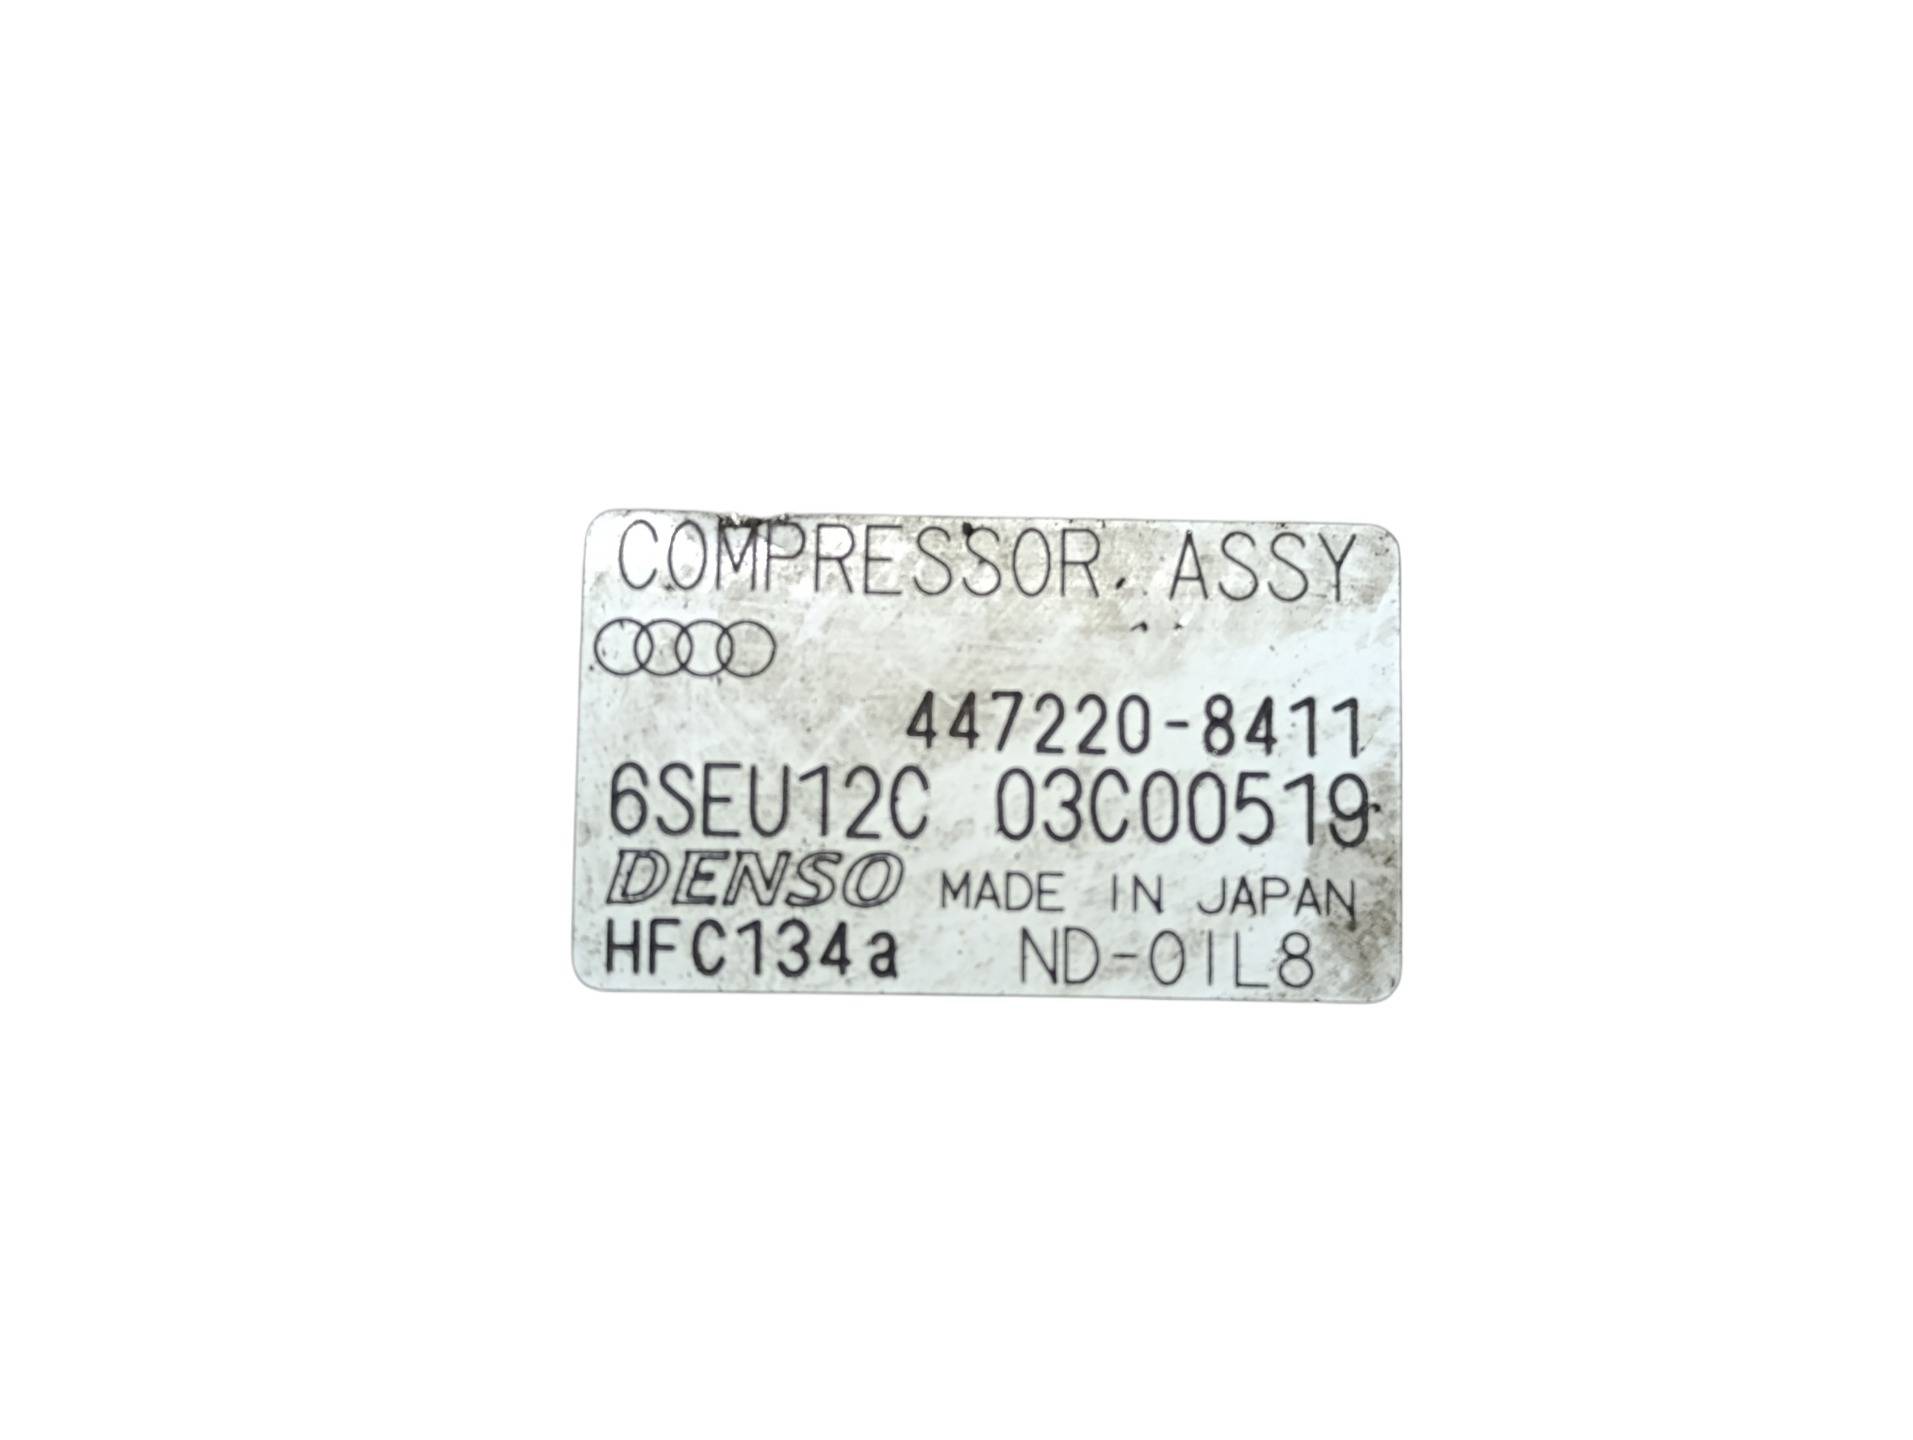 COMPRESSOR, ASSY
447220-8411
6SEU12C 03C00519
DENSO MADE IN JAPAN
HFC134a ND-OIL8